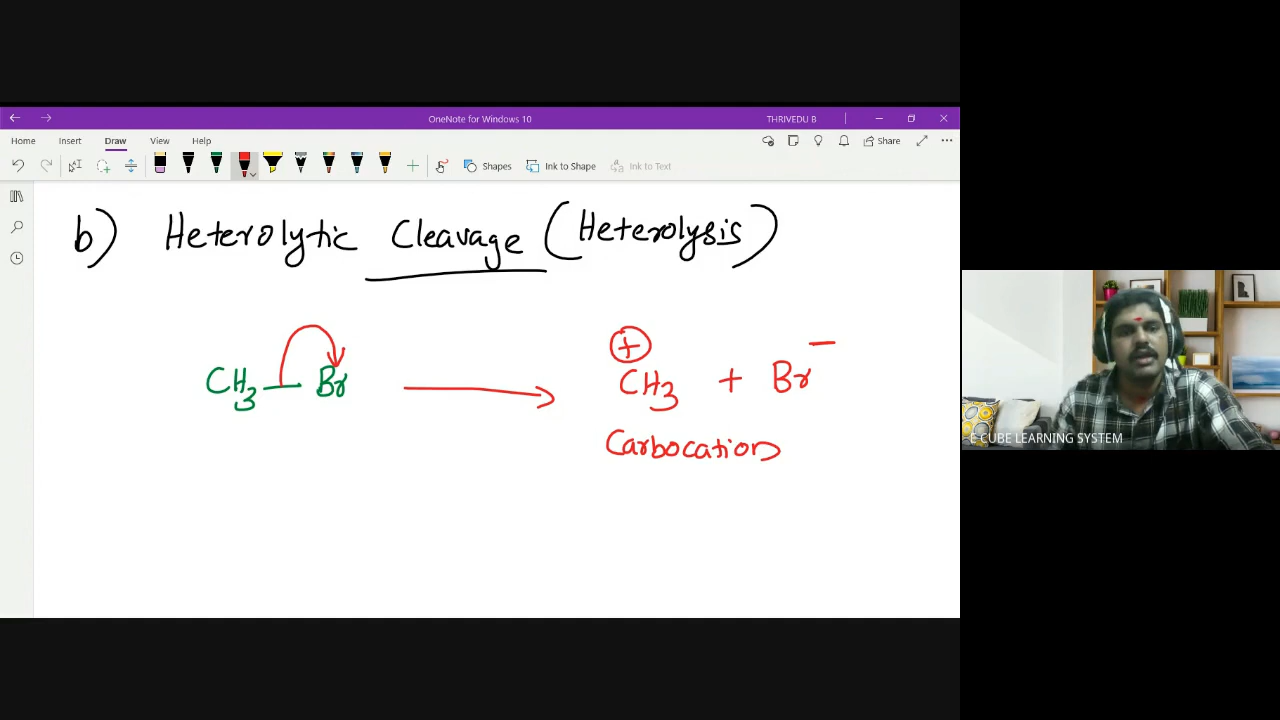 OneNote for Windows 10
THRIVEDU B
Home Insert Draw View Help
Share
Shapes Ink to Shape Ink to Text
b) Heterolytic Cleavage (Heterolysis)
CH3 — Br ⟶ ⊕CH3 + Br⁻
Carbocation
E CUBE LEARNING SYSTEM